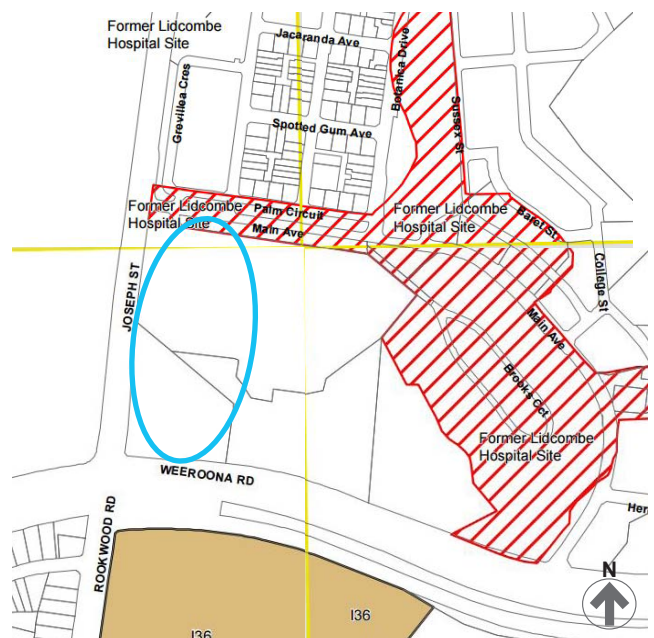 Former Lidcombe
Hospital Site
Jacaranda Ave
Botanica Drive
Grevillea Cres
Sussex St
Spotted Gum Ave
Former Lidcombe
Hospital Site
Palm Circuit
Main Ave
Former Lidcombe
Hospital Site
Baret St
College St
JOSEPH ST
Main Ave
Brooks Cct
Former Lidcombe
Hospital Site
WEEROONA RD
ROOKWOOD RD
Her
N
I36
I36